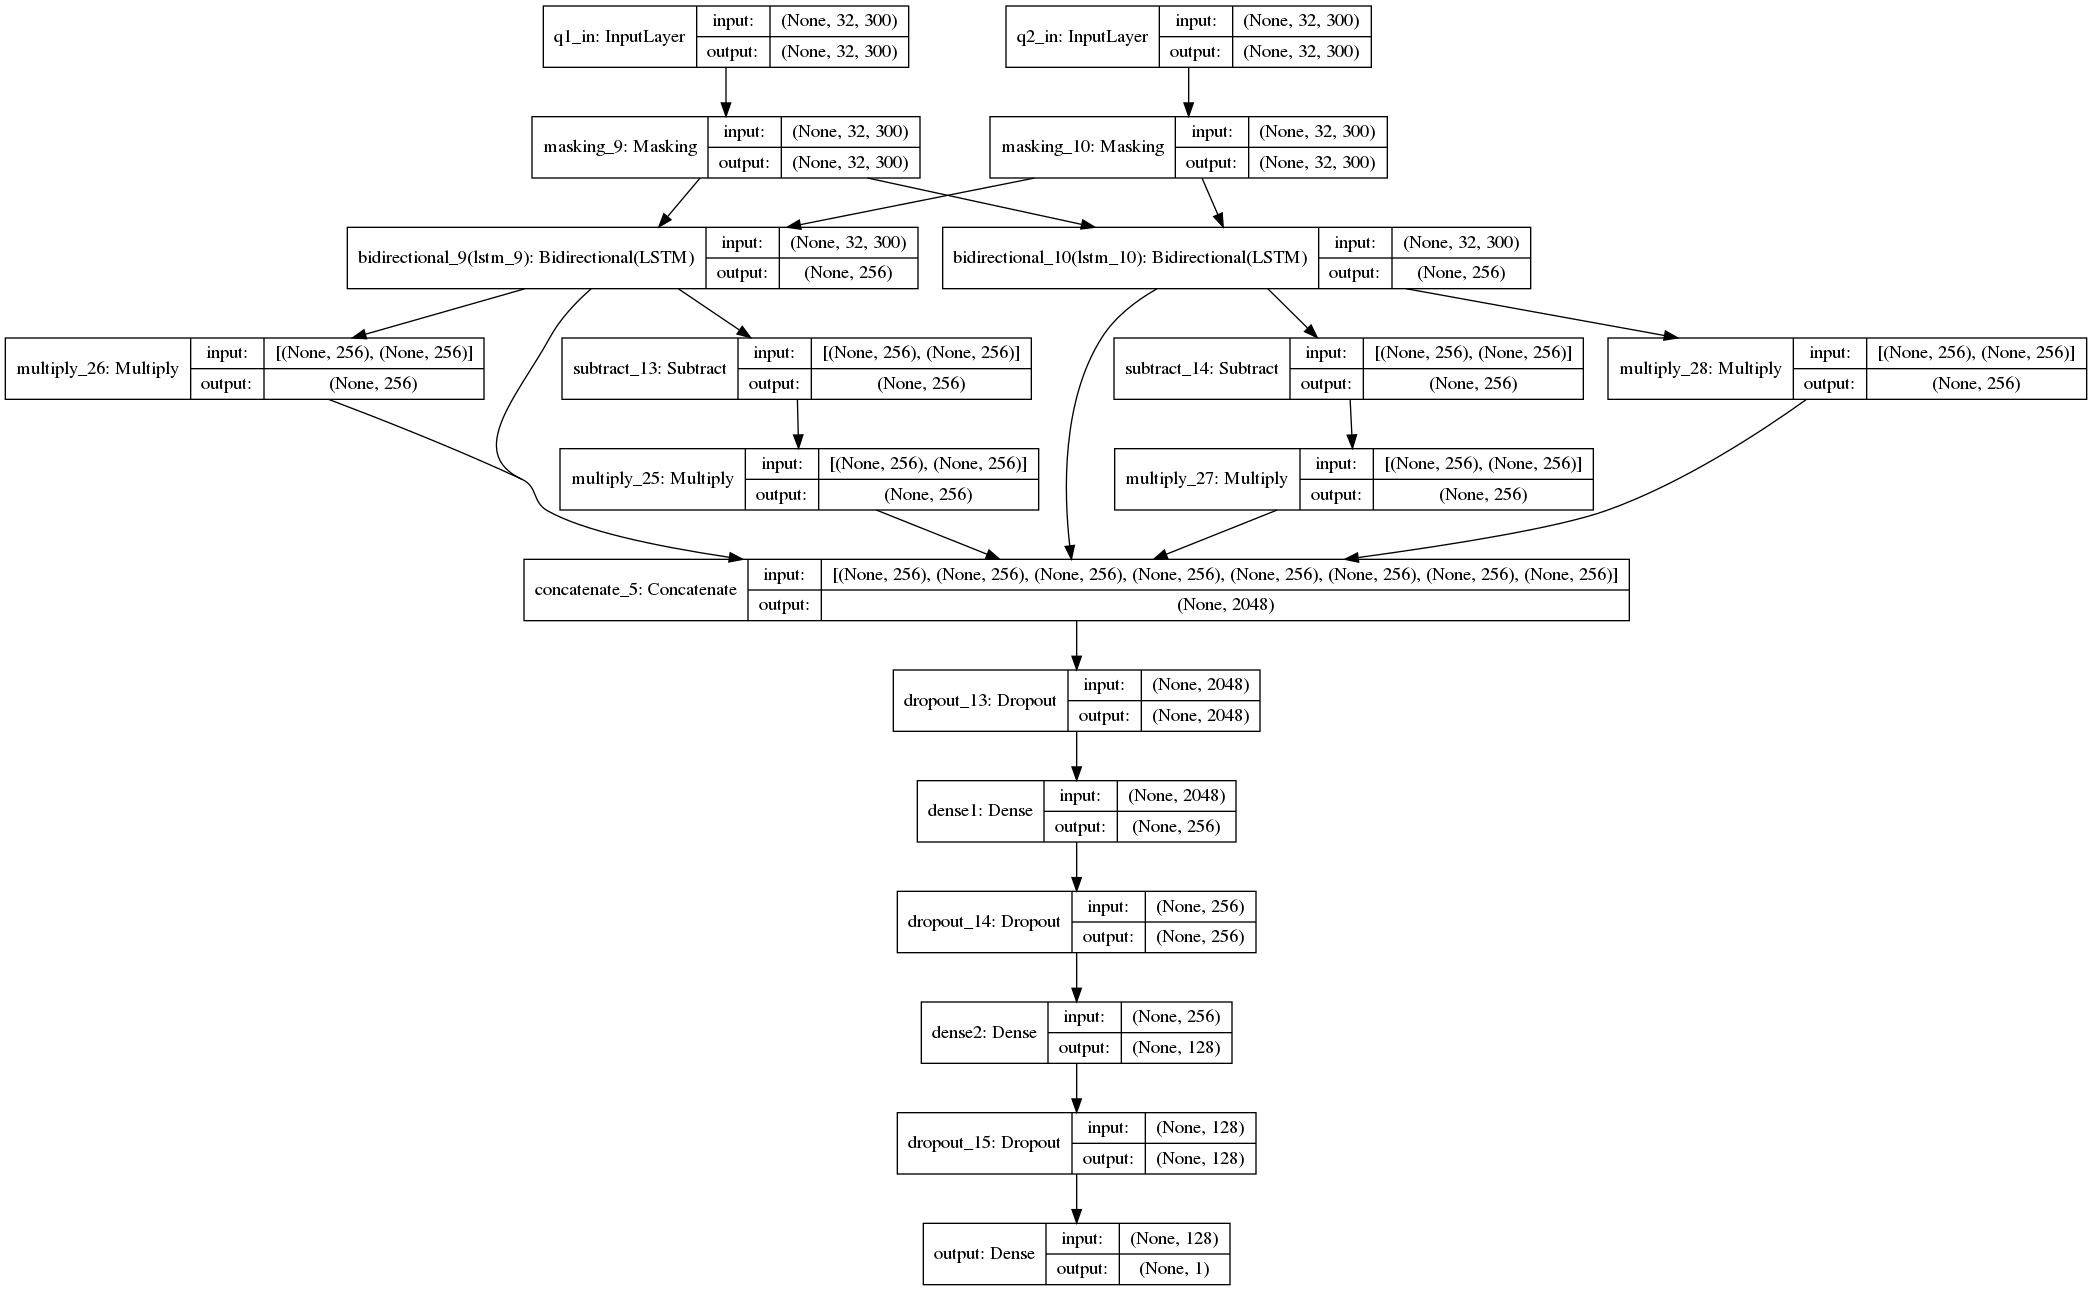 q1_in: InputLayer input: (None, 32, 300)
output: (None, 32, 300)
q2_in: InputLayer input: (None, 32, 300)
output: (None, 32, 300)
masking_9: Masking input: (None, 32, 300)
output: (None, 32, 300)
masking_10: Masking input: (None, 32, 300)
output: (None, 32, 300)
bidirectional_9(lstm_9): Bidirectional(LSTM) input: (None, 32, 300)
output: (None, 256)
bidirectional_10(lstm_10): Bidirectional(LSTM) input: (None, 32, 300)
output: (None, 256)
multiply_26: Multiply input: [(None, 256), (None, 256)]
output: (None, 256)
subtract_13: Subtract input: [(None, 256), (None, 256)]
output: (None, 256)
subtract_14: Subtract input: [(None, 256), (None, 256)]
output: (None, 256)
multiply_28: Multiply input: [(None, 256), (None, 256)]
output: (None, 256)
multiply_25: Multiply input: [(None, 256), (None, 256)]
output: (None, 256)
multiply_27: Multiply input: [(None, 256), (None, 256)]
output: (None, 256)
concatenate_5: Concatenate input: [(None, 256), (None, 256), (None, 256), (None, 256), (None, 256), (None, 256), (None, 256), (None, 256)]
output: (None, 2048)
dropout_13: Dropout input: (None, 2048)
output: (None, 2048)
dense1: Dense input: (None, 2048)
output: (None, 256)
dropout_14: Dropout input: (None, 256)
output: (None, 256)
dense2: Dense input: (None, 256)
output: (None, 128)
dropout_15: Dropout input: (None, 128)
output: (None, 128)
output: Dense input: (None, 128)
output: (None, 1)